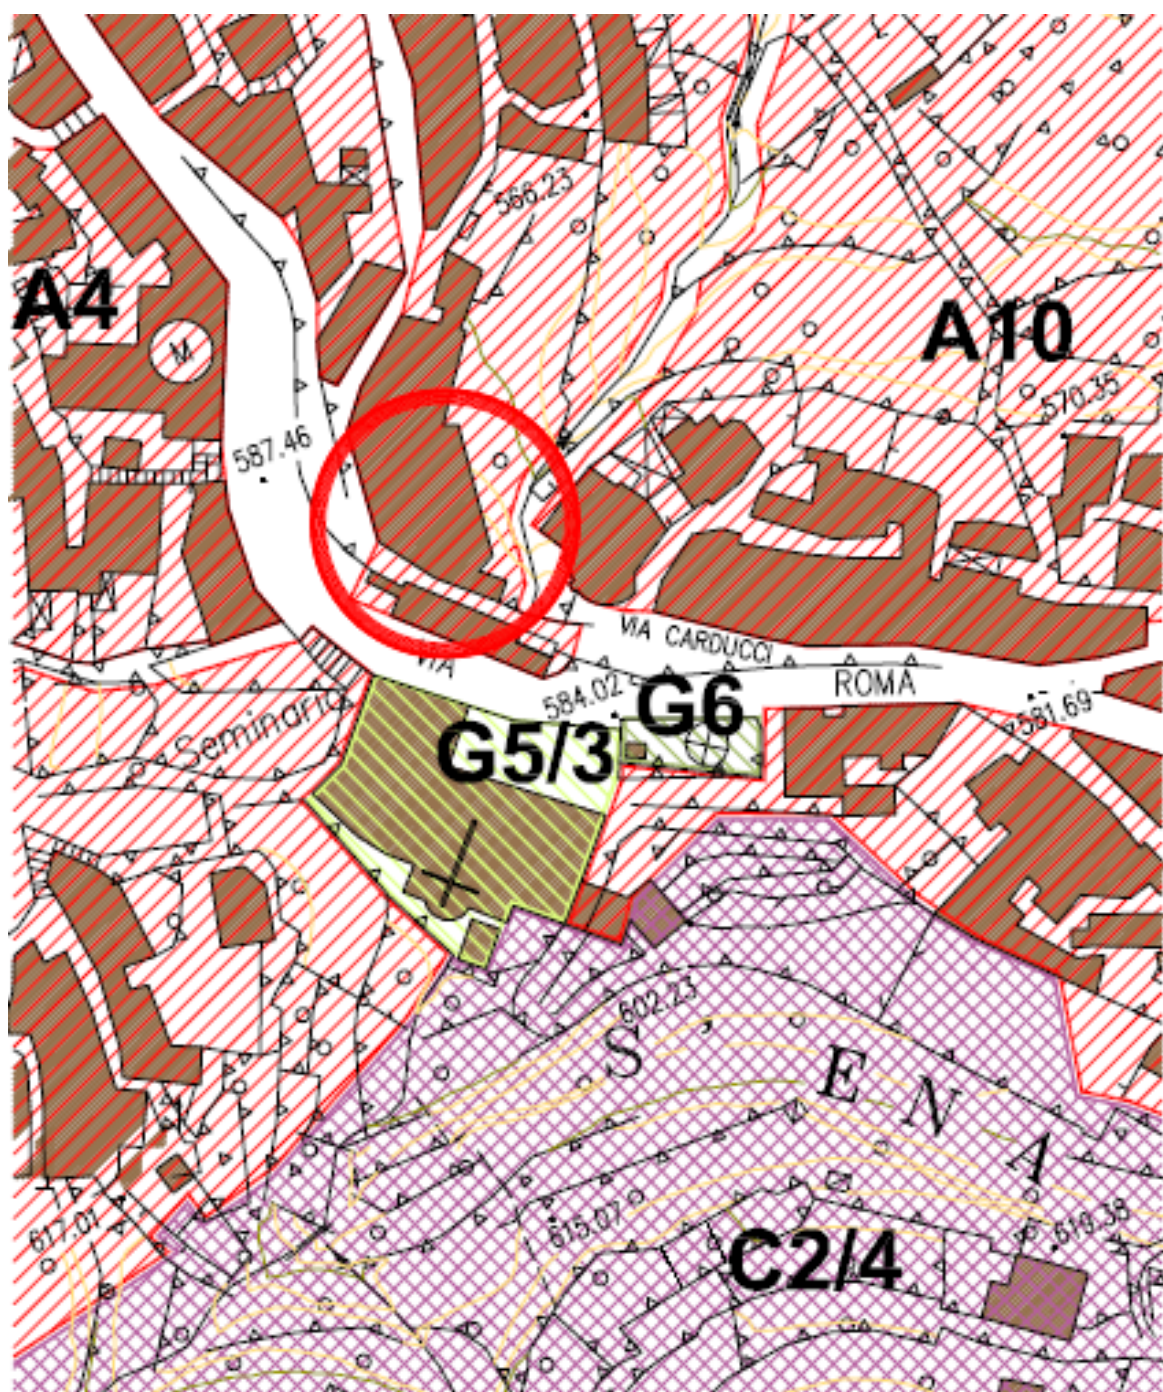 566.23
A4
A10
M
570.35
587.46
VIA CARDUCCI
VIA
ROMA
584.02
G6
581.69
Seminario
G5/3
602.23
S E N A
617.01
615.07
619.38
C2/4